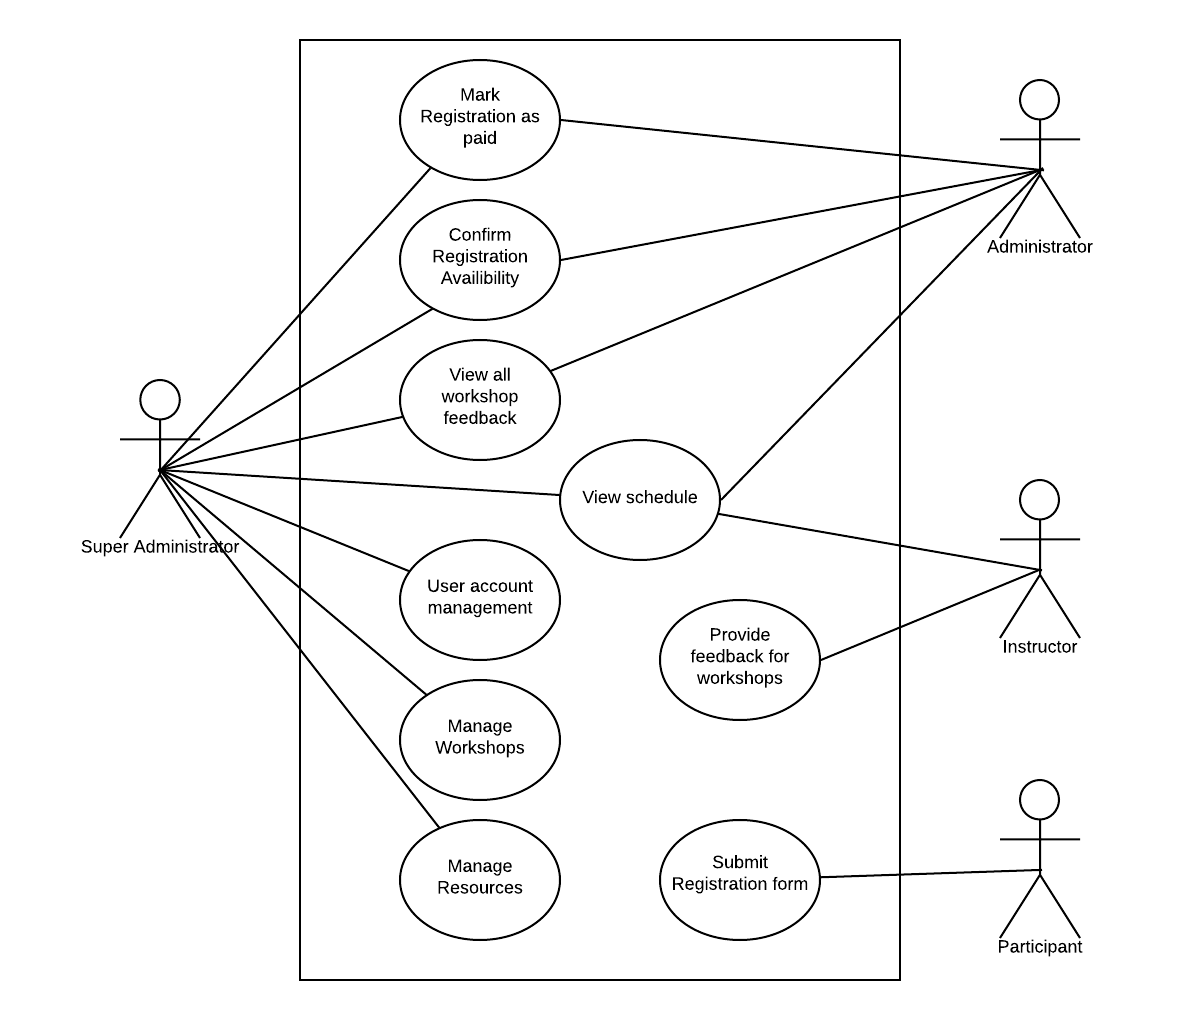 Mark
Registration as
paid
Confirm
Registration
Availibility
Administrator
View all
workshop
feedback
View schedule
Super Administrator
User account
management
Provide
feedback for
workshops
Instructor
Manage
Workshops
Manage
Resources
Submit
Registration form
Participant